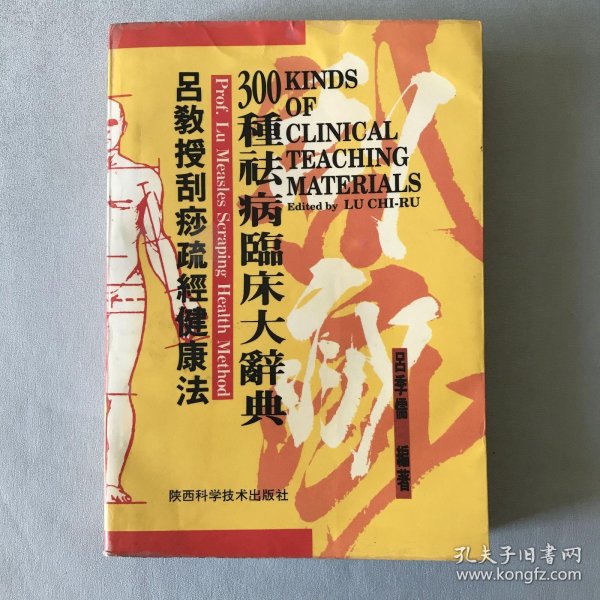 呂教授刮痧疏經健康法
Prof. Lu Measles Scraping Health Method
300種祛病臨床大辭典
KINDS
OF
CLINICAL
TEACHING
MATERIALS
Edited by LU CHI-RU
呂季儒 編著
陕西科学技术出版社
孔夫子旧书网
www.kongfz.com